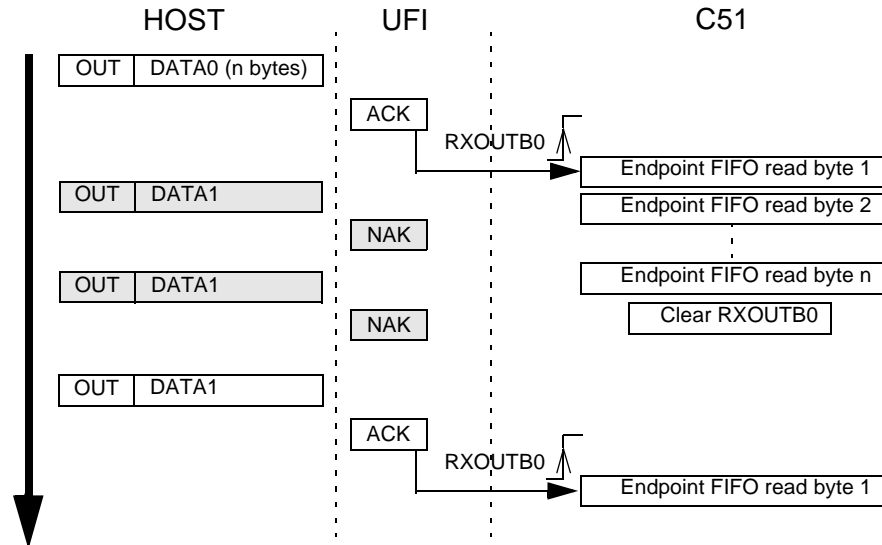 HOST UFI C51
OUT DATA0 (n bytes)
ACK
RXOUTB0
Endpoint FIFO read byte 1
OUT DATA1
Endpoint FIFO read byte 2
NAK
OUT DATA1
Endpoint FIFO read byte n
NAK
Clear RXOUTB0
OUT DATA1
ACK
RXOUTB0
Endpoint FIFO read byte 1